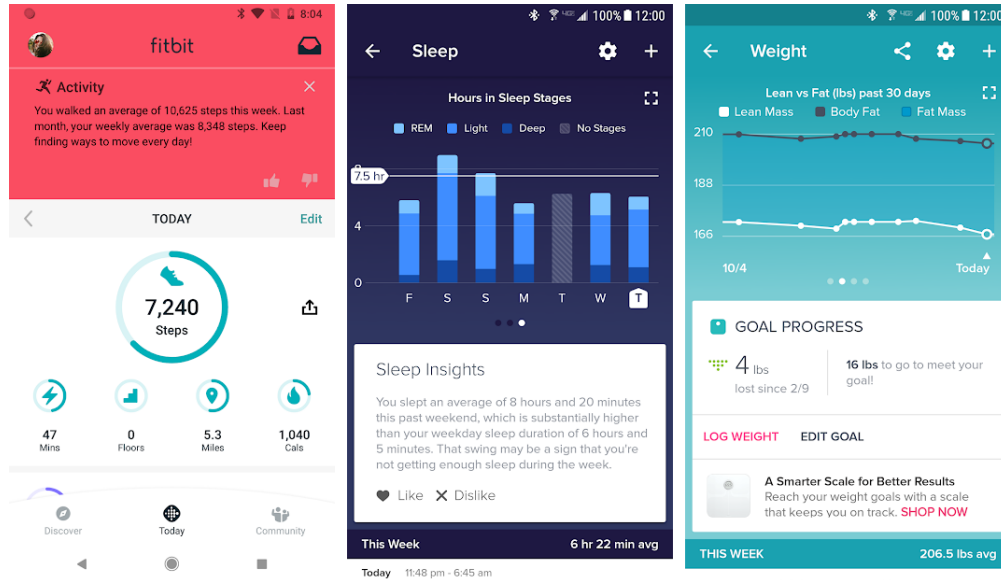 8:04
fitbit
Activity
You walked an average of 10,625 steps this week. Last
month, your weekly average was 8,348 steps. Keep
finding ways to move every day!
TODAY
Edit
7,240
Steps
47
Mins
0
Floors
5.3
Miles
1,040
Cals
Discover
Today
Community
100% 12:00
Sleep
Hours in Sleep Stages
REM
Light
Deep
No Stages
7.5 hr
4
0
F
S
S
M
T
W
T
Sleep Insights
You slept an average of 8 hours and 20 minutes
this past weekend, which is substantially higher
than your weekday sleep duration of 6 hours and
5 minutes. That swing may be a sign that you're
not getting enough sleep during the week.
Like
Dislike
This Week
6 hr 22 min avg
Today 11:48 pm - 6:45 am
100% 12:00
Weight
Lean vs Fat (lbs) past 30 days
Lean Mass
Body Fat
Fat Mass
210
188
166
10/4
Today
GOAL PROGRESS
4 lbs
lost since 2/9
16 lbs to go to meet your
goal!
LOG WEIGHT
EDIT GOAL
A Smarter Scale for Better Results
Reach your weight goals with a scale
that keeps you on track. SHOP NOW
THIS WEEK
206.5 lbs avg